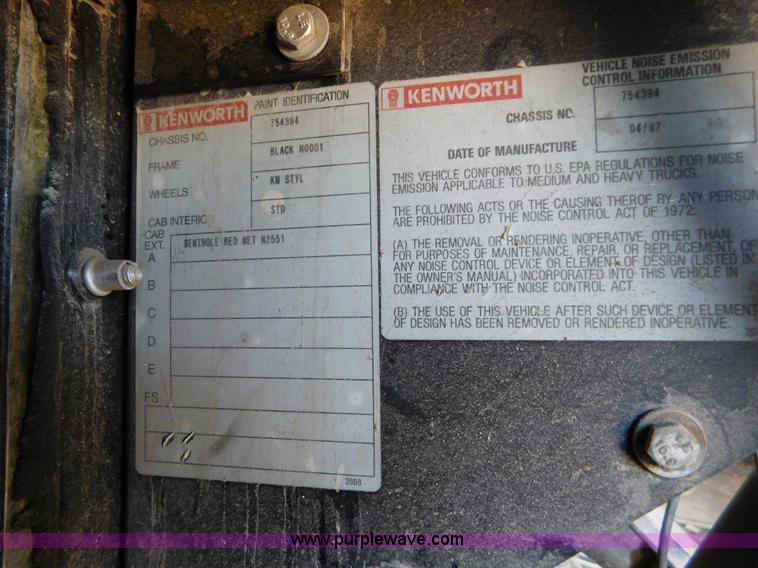 KENWORTH PAINT IDENTIFICATION
CHASSIS NO. 754394
FRAME BLACK N0001
WHEELS KW STYL
CAB INTERIOR STD
CAB EXT.
A SEMINOLE RED MET N2551
B
C
D
E
FS
2668
KENWORTH VEHICLE NOISE EMISSION CONTROL INFORMATION
CHASSIS NO. 754394
DATE OF MANUFACTURE 04/97
THIS VEHICLE CONFORMS TO U.S. EPA REGULATIONS FOR NOISE
EMISSION APPLICABLE TO MEDIUM AND HEAVY TRUCKS.
THE FOLLOWING ACTS OR THE CAUSING THEROF BY ANY PERSON
ARE PROHIBITED BY THE NOISE CONTROL ACT OF 1972:
(A) THE REMOVAL OR RENDERING INOPERATIVE, OTHER THAN
FOR PURPOSES OF MAINTENANCE, REPAIR, OR REPLACEMENT, OF
ANY NOISE CONTROL DEVICE OR ELEMENT OF DESIGN (LISTED IN
THE OWNER'S MANUAL) INCORPORATED INTO THIS VEHICLE IN
COMPLIANCE WITH THE NOISE CONTROL ACT.
(B) THE USE OF THIS VEHICLE AFTER SUCH DEVICE OR ELEMENT
OF DESIGN HAS BEEN REMOVED OR RENDERED INOPERATIVE.
www.purplewave.com